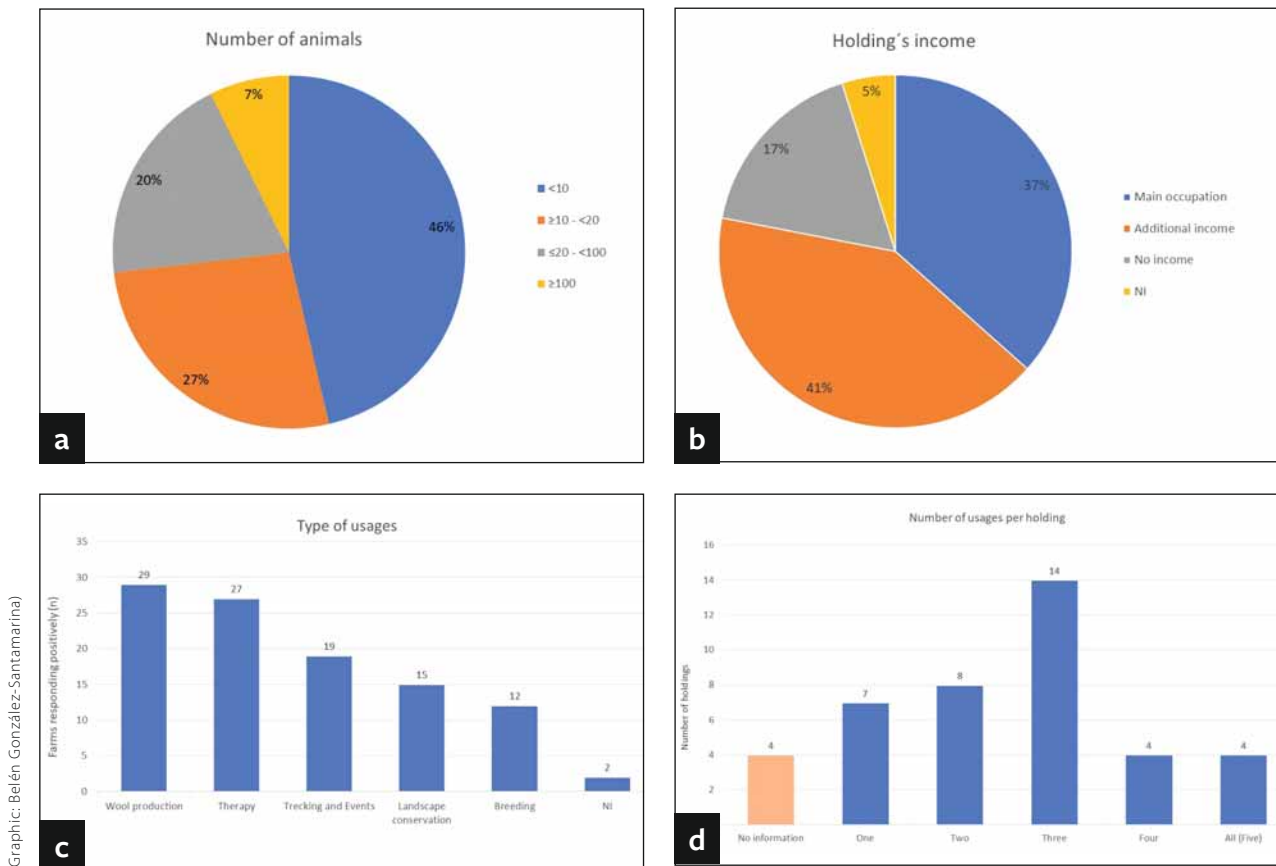 Number of animals
7%
20%
46%
27%
<10
≥10 - <20
≤20 - <100
≥100
a
Holding´s income
5%
17%
37%
41%
Main occupation
Additional income
No income
NI
b
Type of usages
Farms responding positively (n)
35
30
25
20
15
10
5
0
29
27
19
15
12
2
Wool production
Therapy
Trecking and Events
Landscape
conservation
Breeding
NI
c
Number of usages per holding
Number of holdings
16
14
12
10
8
6
4
2
4
7
8
14
4
4
No information
One
Two
Three
Four
All (Five)
d
Graphic: Belén González-Santamarina)